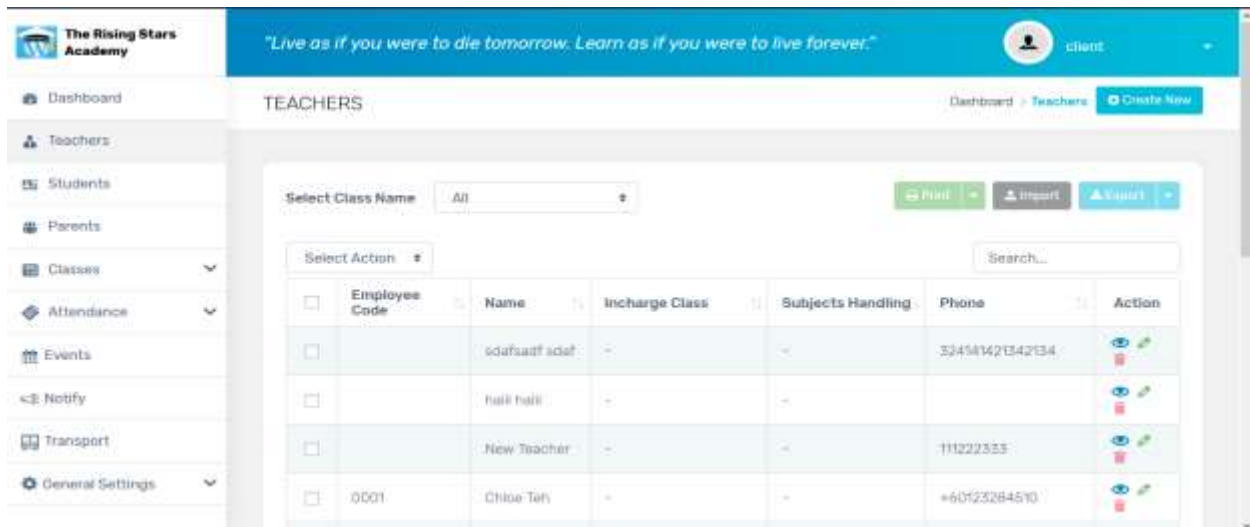 The Rising Stars
Academy
"Live as if you were to die tomorrow. Learn as if you were to live forever."
client
Dashboard
Teachers
Students
Parents
Classes
Attendance
Events
Notify
Transport
General Settings
TEACHERS
Dashboard > Teachers
Create New
Select Class Name
All
Print
Import
Export
Select Action
Search...
Employee Code Name Incharge Class Subjects Handling Phone Action
sdafsadf sdaf - -
- -
New Teacher - - 111222333
0001 Chloe Teh - - +60123284510